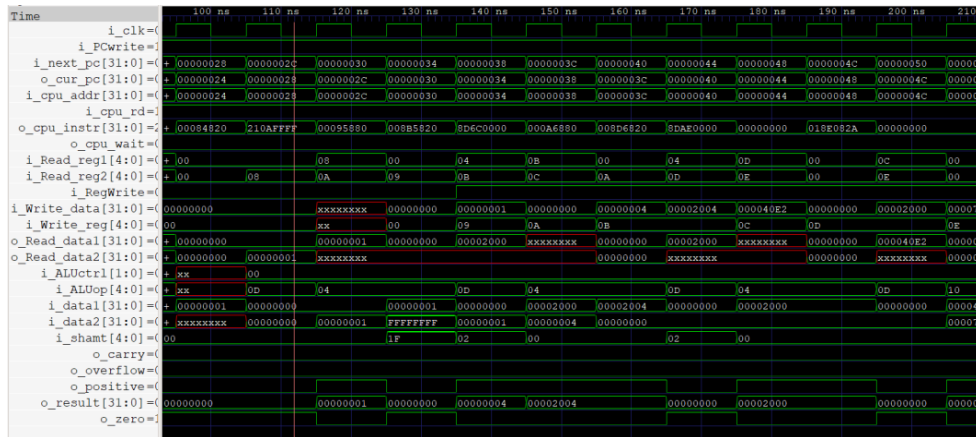 Time 100 ns 110 ns 120 ns 130 ns 140 ns 150 ns 160 ns 170 ns 180 ns 190 ns 200 ns 210
i_clk=(
i_PCwrite=1
i_next_pc[31:0]=( + 00000028 0000002C 00000030 00000034 00000038 0000003C 00000040 00000044 00000048 0000004C 00000050 0000
o_cur_pc[31:0]=( + 00000024 00000028 0000002C 00000030 00000034 00000038 0000003C 00000040 00000044 00000048 0000004C 0000
i_cpu_addr[31:0]=( + 00000024 00000028 0000002C 00000030 00000034 00000038 0000003C 00000040 00000044 00000048 0000004C 0000
i_cpu_rd=1
o_cpu_instr[31:0]=2 + 00084820 210AFFFF 00095880 008B5820 8D6C0000 000A6880 008D6820 8DAE0000 00000000 018E082A 00000000
o_cpu_wait=(
i_Read_reg1[4:0]=( + 00 08 00 04 0B 00 04 0D 00 0C 00
i_Read_reg2[4:0]=( + 00 08 0A 09 0B 0C 0A 0D 0E 00 0E 00
i_RegWrite=(
i_Write_data[31:0]=( 00000000 xxxxxxxx 00000000 00000001 00000000 00000004 00002004 000040E2 00000000 00002000 0000
i_Write_reg[4:0]=( 00 xx 00 09 0A 0B 0C 0D 0E
o_Read_data1[31:0]=( + 00000000 00000001 00000000 00002000 xxxxxxxx 00000000 00002000 xxxxxxxx 00000000 000040E2 0000
o_Read_data2[31:0]=( + 00000000 00000001 xxxxxxxx 00000000 xxxxxxxx 00000000 xxxxxxxx 0000
i_ALUctrl[1:0]=( + xx 00
i_ALUop[4:0]=( + xx 0D 04 0D 04 0D 04 0D 10
i_data1[31:0]=( + 00000001 00000000 00000001 00000000 00002000 00002004 00000000 00002000 00000000 0000
i_data2[31:0]=( + xxxxxxxx 00000000 00000001 FFFFFFFF 00000001 00000004 00000000 0000
i_shamt[4:0]=( 00 1F 02 00 02 00
o_carry=(
o_overflow=(
o_positive=(
o_result[31:0]=( 00000000 00000001 00000000 00000004 00002004 00000000 00002000 00000000 0000
o_zero=1